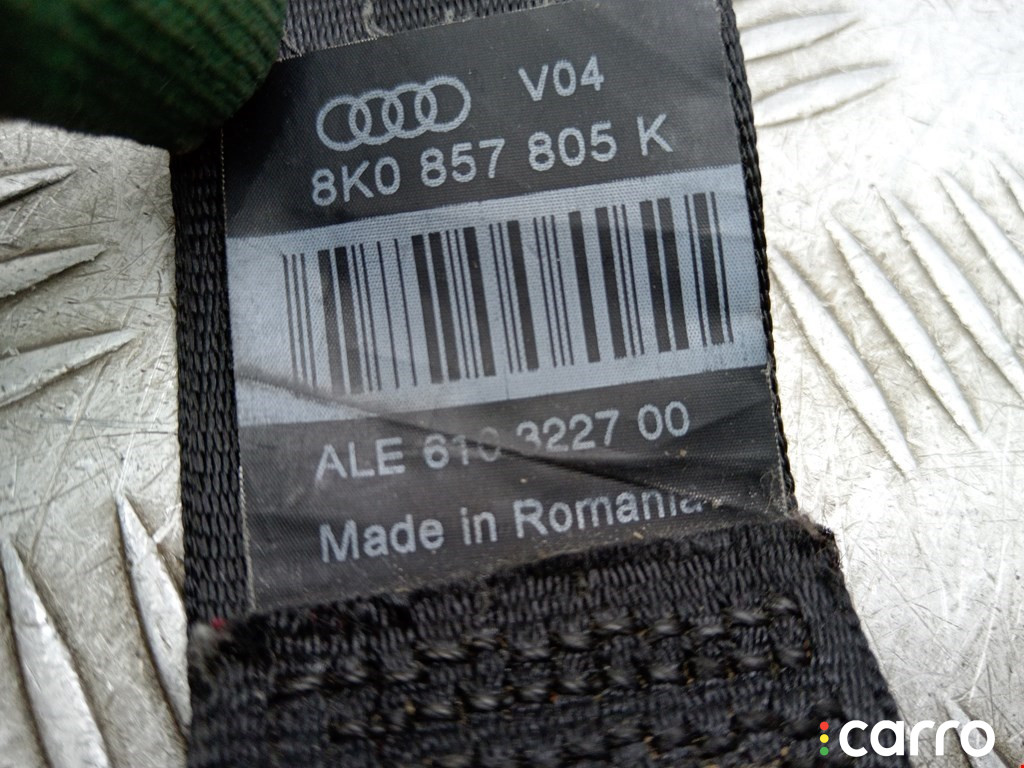 V04
8K0 857 805 K
ALE 610 3227 00
Made in Romania
carro